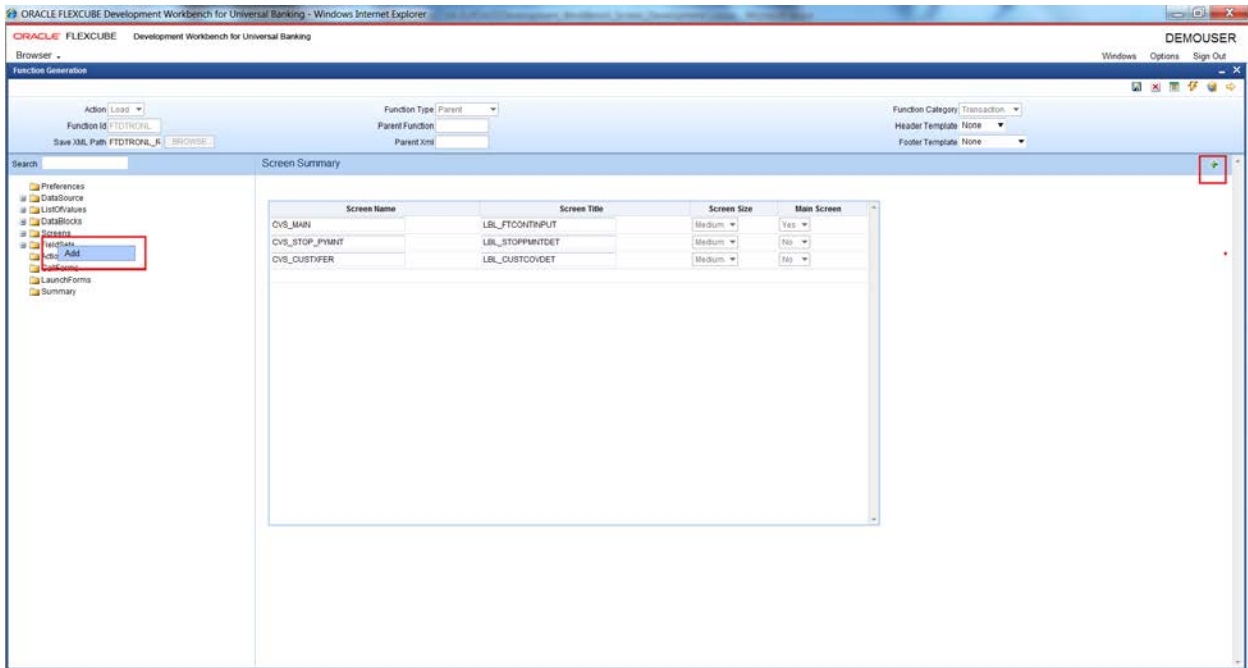 ORACLE FLEXCUBE Development Workbench for Universal Banking - Windows Internet Explorer
ORACLE FLEXCUBE Development Workbench for Universal Banking DEMOUSER
Browser Windows Options Sign Out
Function Generation
Action Load Function Type Parent Function Category Transaction
Function Id FTDTRONL Parent Function Header Template None
Save XML Path FTDTRONL_R BROWSE... Parent Xml Footer Template None
Search Screen Summary
Preferences
DataSource
ListOfValues
DataBlocks
Screens
FieldSets
Actio
Add
CallForms
LaunchForms
Summary
Screen Name Screen Title Screen Size Main Screen
CVS_MAIN LBL_FTCONTINPUT Medium Yes
CVS_STOP_PYMNT LBL_STOPPMNTDET Medium No
CVS_CUSTXFER LBL_CUSTCOVDET Medium No